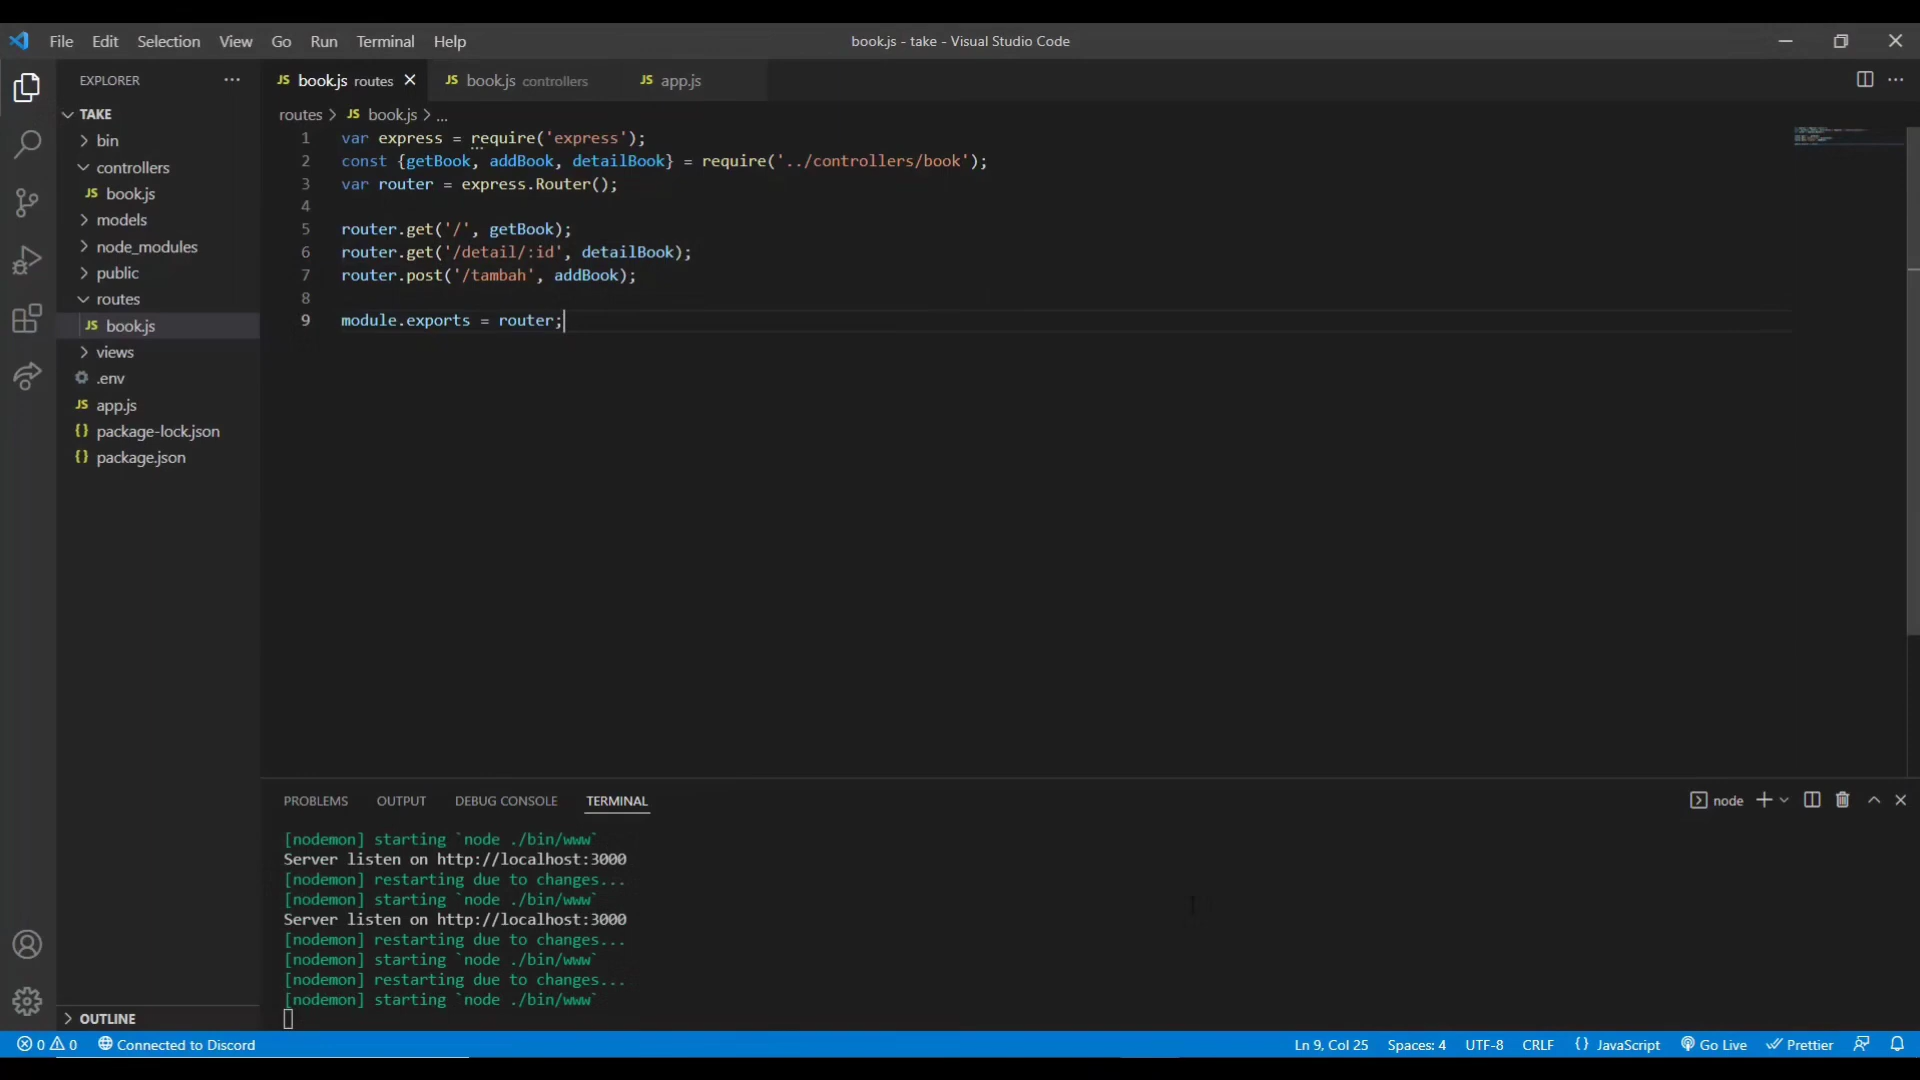 File Edit Selection View Go Run Terminal Help
book.js - take - Visual Studio Code
EXPLORER
JS book.js routes
JS book.js controllers
JS app.js
TAKE
bin
controllers
JS book.js
models
node_modules
public
routes
JS book.js
views
.env
JS app.js
{} package-lock.json
{} package.json
OUTLINE
routes > JS book.js > ...
1 var express = require('express');
2 const {getBook, addBook, detailBook} = require('../controllers/book');
3 var router = express.Router();
4
5 router.get('/', getBook);
6 router.get('/detail/:id', detailBook);
7 router.post('/tambah', addBook);
8
9 module.exports = router;
PROBLEMS OUTPUT DEBUG CONSOLE TERMINAL
node
[nodemon] starting `node ./bin/www`
Server listen on http://localhost:3000
[nodemon] restarting due to changes...
[nodemon] starting `node ./bin/www`
Server listen on http://localhost:3000
[nodemon] restarting due to changes...
[nodemon] starting `node ./bin/www`
[nodemon] restarting due to changes...
[nodemon] starting `node ./bin/www`
0 0 Connected to Discord
Ln 9, Col 25 Spaces: 4 UTF-8 CRLF {} JavaScript Go Live Prettier